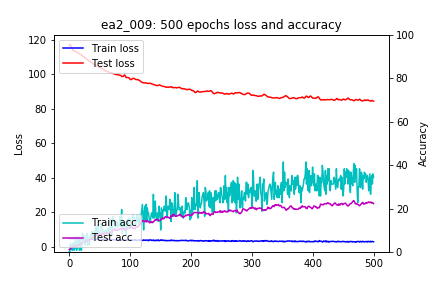 ea2_009: 500 epochs loss and accuracy
Train loss
Test loss
Train acc
Test acc
Loss
120
100
80
60
40
20
0
Accuracy
100
80
60
40
20
0
0 100 200 300 400 500